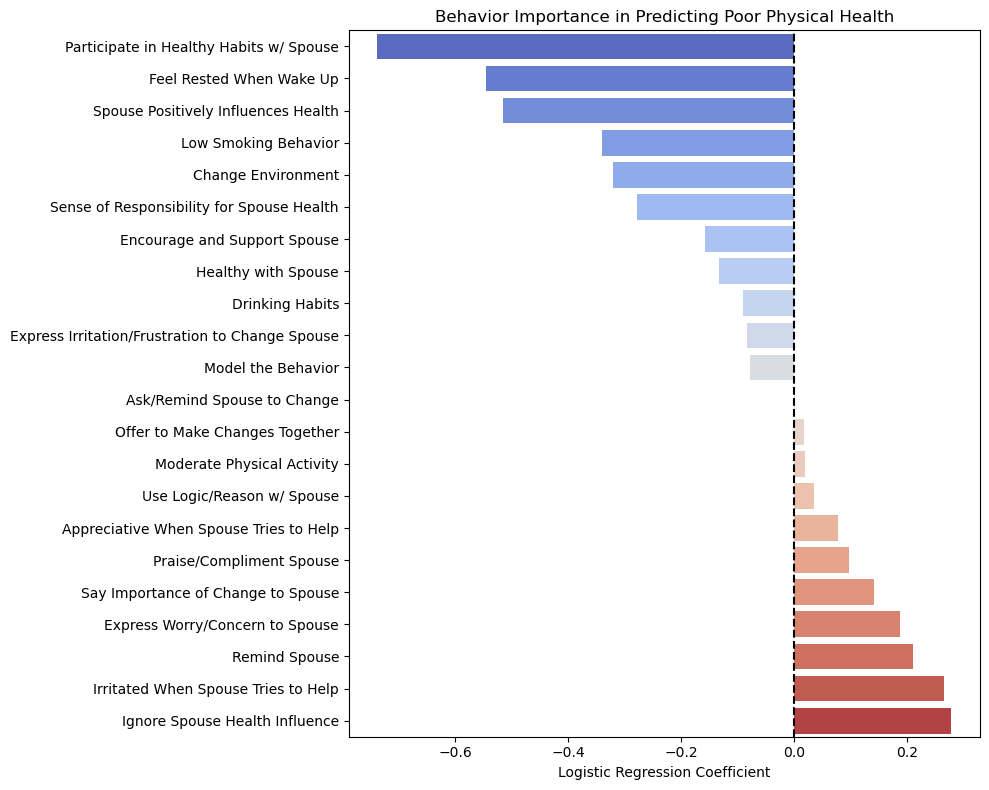 Behavior Importance in Predicting Poor Physical Health
Participate in Healthy Habits w/ Spouse
Feel Rested When Wake Up
Spouse Positively Influences Health
Low Smoking Behavior
Change Environment
Sense of Responsibility for Spouse Health
Encourage and Support Spouse
Healthy with Spouse
Drinking Habits
Express Irritation/Frustration to Change Spouse
Model the Behavior
Ask/Remind Spouse to Change
Offer to Make Changes Together
Moderate Physical Activity
Use Logic/Reason w/ Spouse
Appreciative When Spouse Tries to Help
Praise/Compliment Spouse
Say Importance of Change to Spouse
Express Worry/Concern to Spouse
Remind Spouse
Irritated When Spouse Tries to Help
Ignore Spouse Health Influence
−0.6 −0.4 −0.2 0.0 0.2
Logistic Regression Coefficient